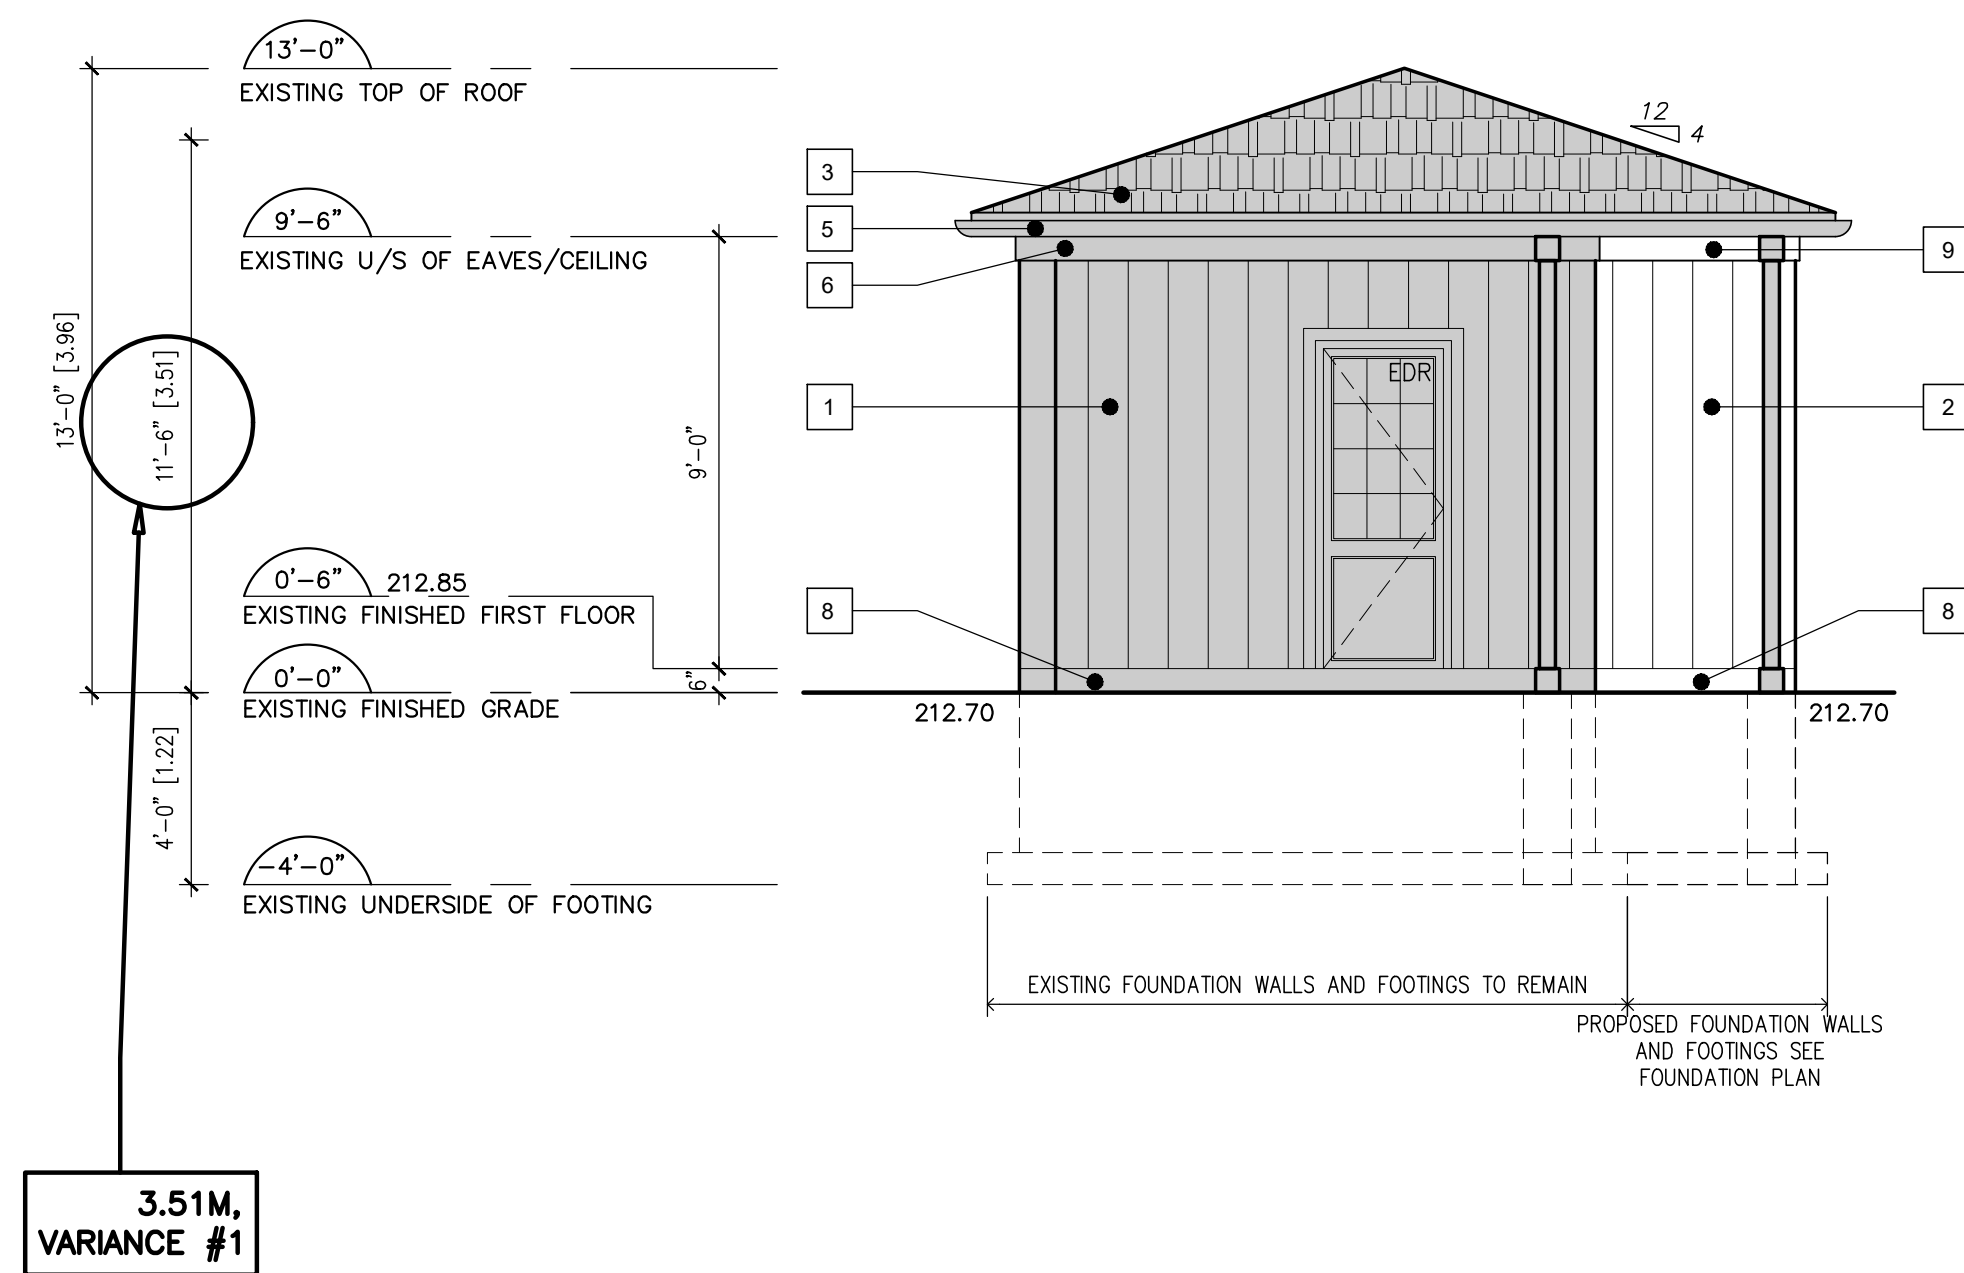 13'-0"
EXISTING TOP OF ROOF
12
4
3
9'-6"
5
9
EXISTING U/S OF EAVES/CEILING
6
13'-0" [3.96]
11'-6" [3.51]
EDR
1
2
9'-0"
0'-6" 212.85
EXISTING FINISHED FIRST FLOOR
8
8
0'-0"
6"
EXISTING FINISHED GRADE
212.70
212.70
4'-0" [1.22]
-4'-0"
EXISTING UNDERSIDE OF FOOTING
EXISTING FOUNDATION WALLS AND FOOTINGS TO REMAIN
PROPOSED FOUNDATION WALLS
AND FOOTINGS SEE
FOUNDATION PLAN
3.51M,
VARIANCE #1